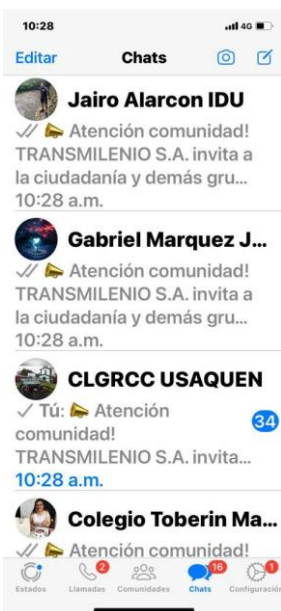 10:28
4G
Editar
Chats
Jairo Alarcon IDU
Atención comunidad!
TRANSMILENIO S.A. invita a
la ciudadanía y demás gru...
10:28 a.m.
Gabriel Marquez J...
Atención comunidad!
TRANSMILENIO S.A. invita a
la ciudadanía y demás gru...
10:28 a.m.
CLGRCC USAQUEN
Tú: Atención
comunidad!
34
TRANSMILENIO S.A. invita...
10:28 a.m.
Colegio Toberin Ma...
Atención comunidad!
2
16
1
Estados
Llamadas
Comunidades
Chats
Configuración